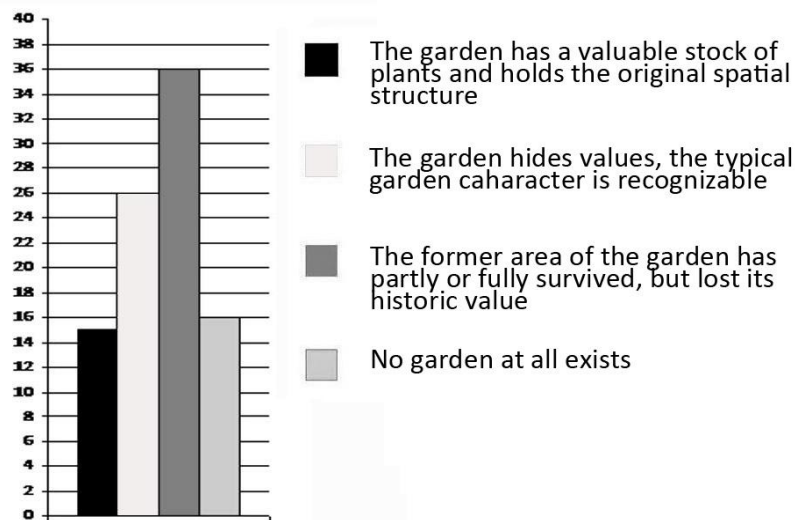 40
38
36
34
32
30
28
26
24
22
20
18
16
14
12
10
8
6
4
2
0
The garden has a valuable stock of
plants and holds the original spatial
structure
The garden hides values, the typical
garden caharacter is recognizable
The former area of the garden has
partly or fully survived, but lost its
historic value
No garden at all exists